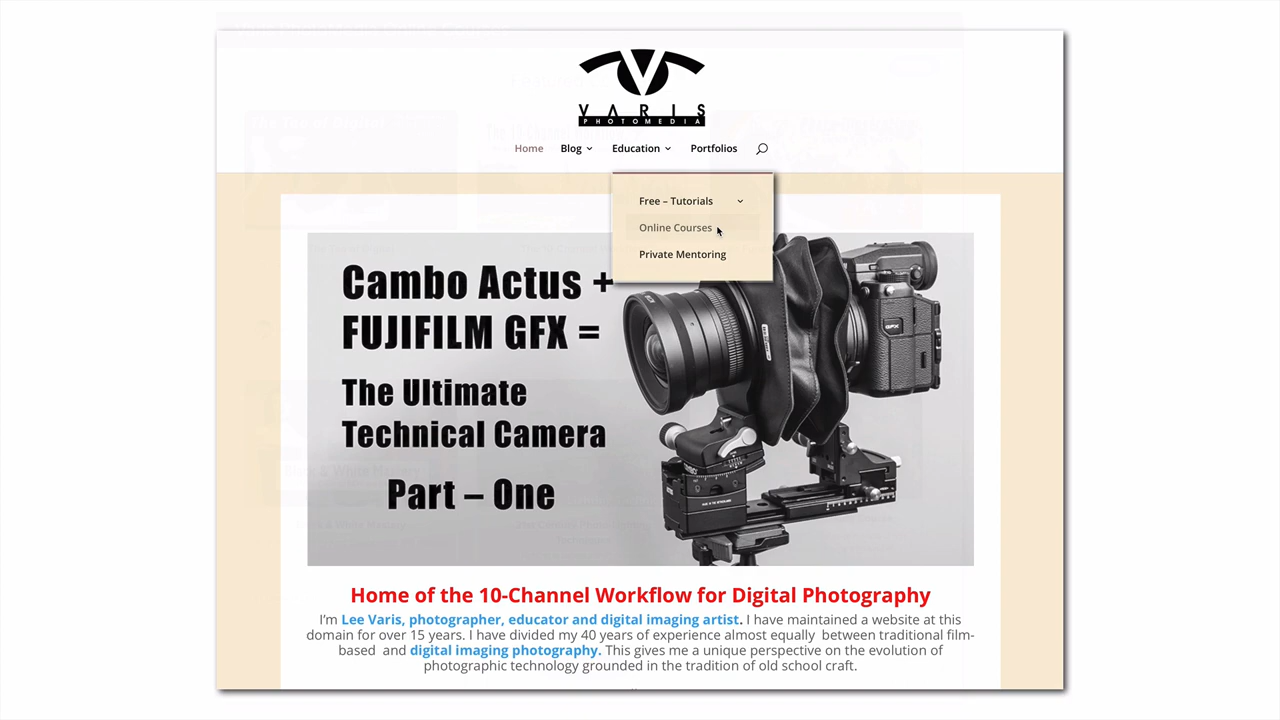 VARIS
PHOTOMEDIA
Home Blog Education Portfolios
Free – Tutorials
Online Courses
Private Mentoring
Cambo Actus +
FUJIFILM GFX =
The Ultimate
Technical Camera
Part – One
GFX
Home of the 10-Channel Workflow for Digital Photography
I’m Lee Varis, photographer, educator and digital imaging artist. I have maintained a website at this
domain for over 15 years. I have divided my 40 years of experience almost equally between traditional film-
based and digital imaging photography. This gives me a unique perspective on the evolution of
photographic technology grounded in the tradition of old school craft.